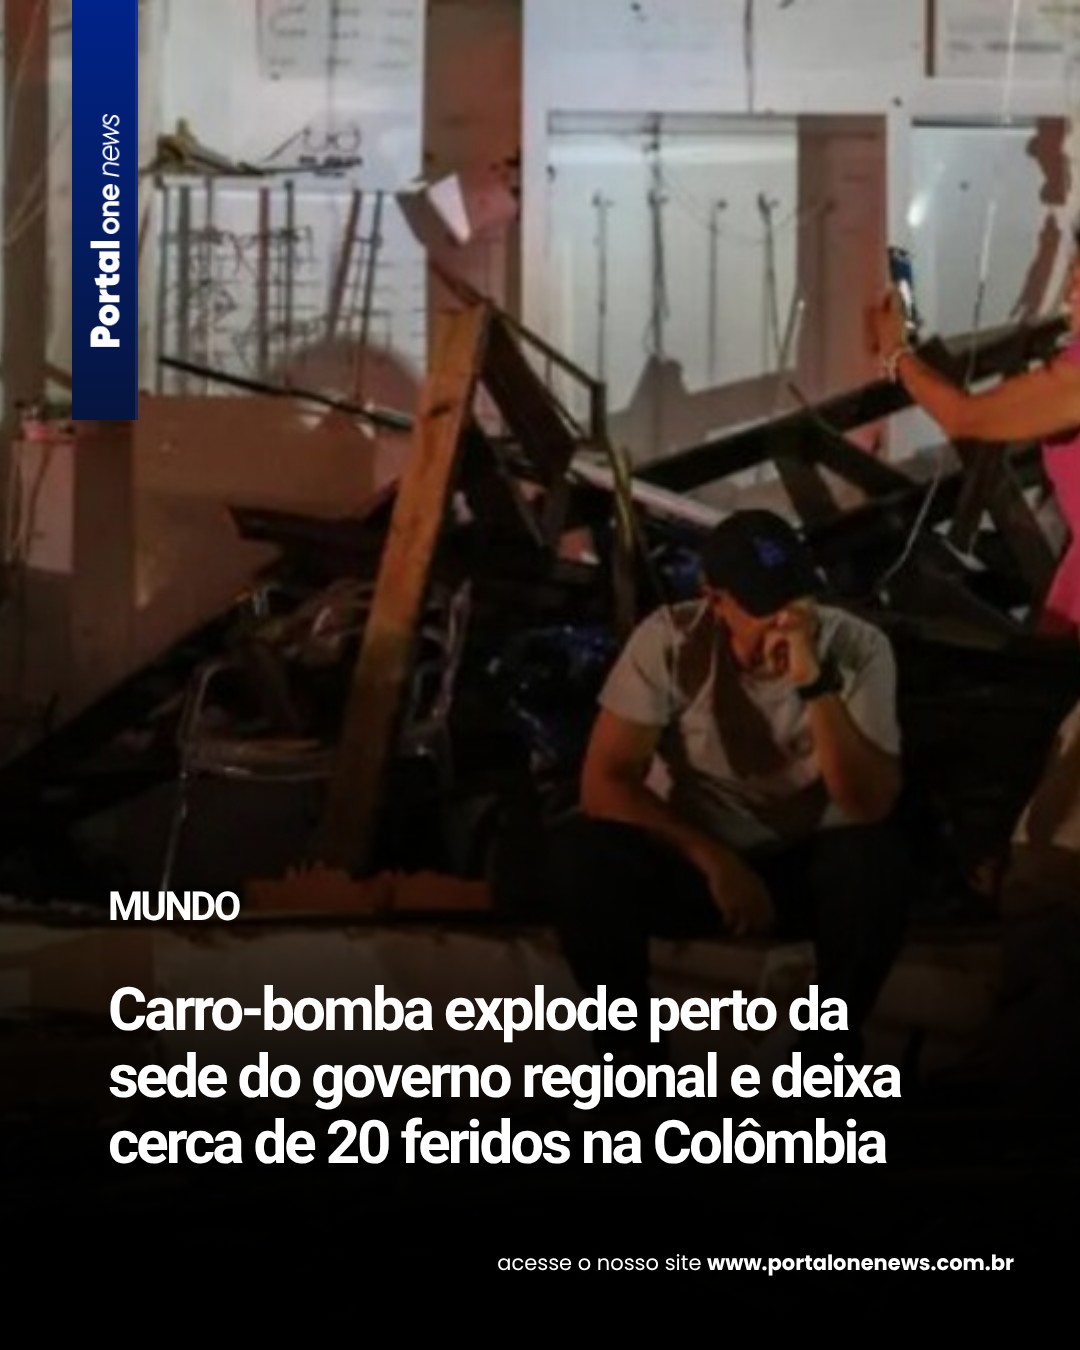 Portal one news
MUNDO
Carro-bomba explode perto da
sede do governo regional e deixa
cerca de 20 feridos na Colômbia
acesse o nosso site www.portalonenews.com.br